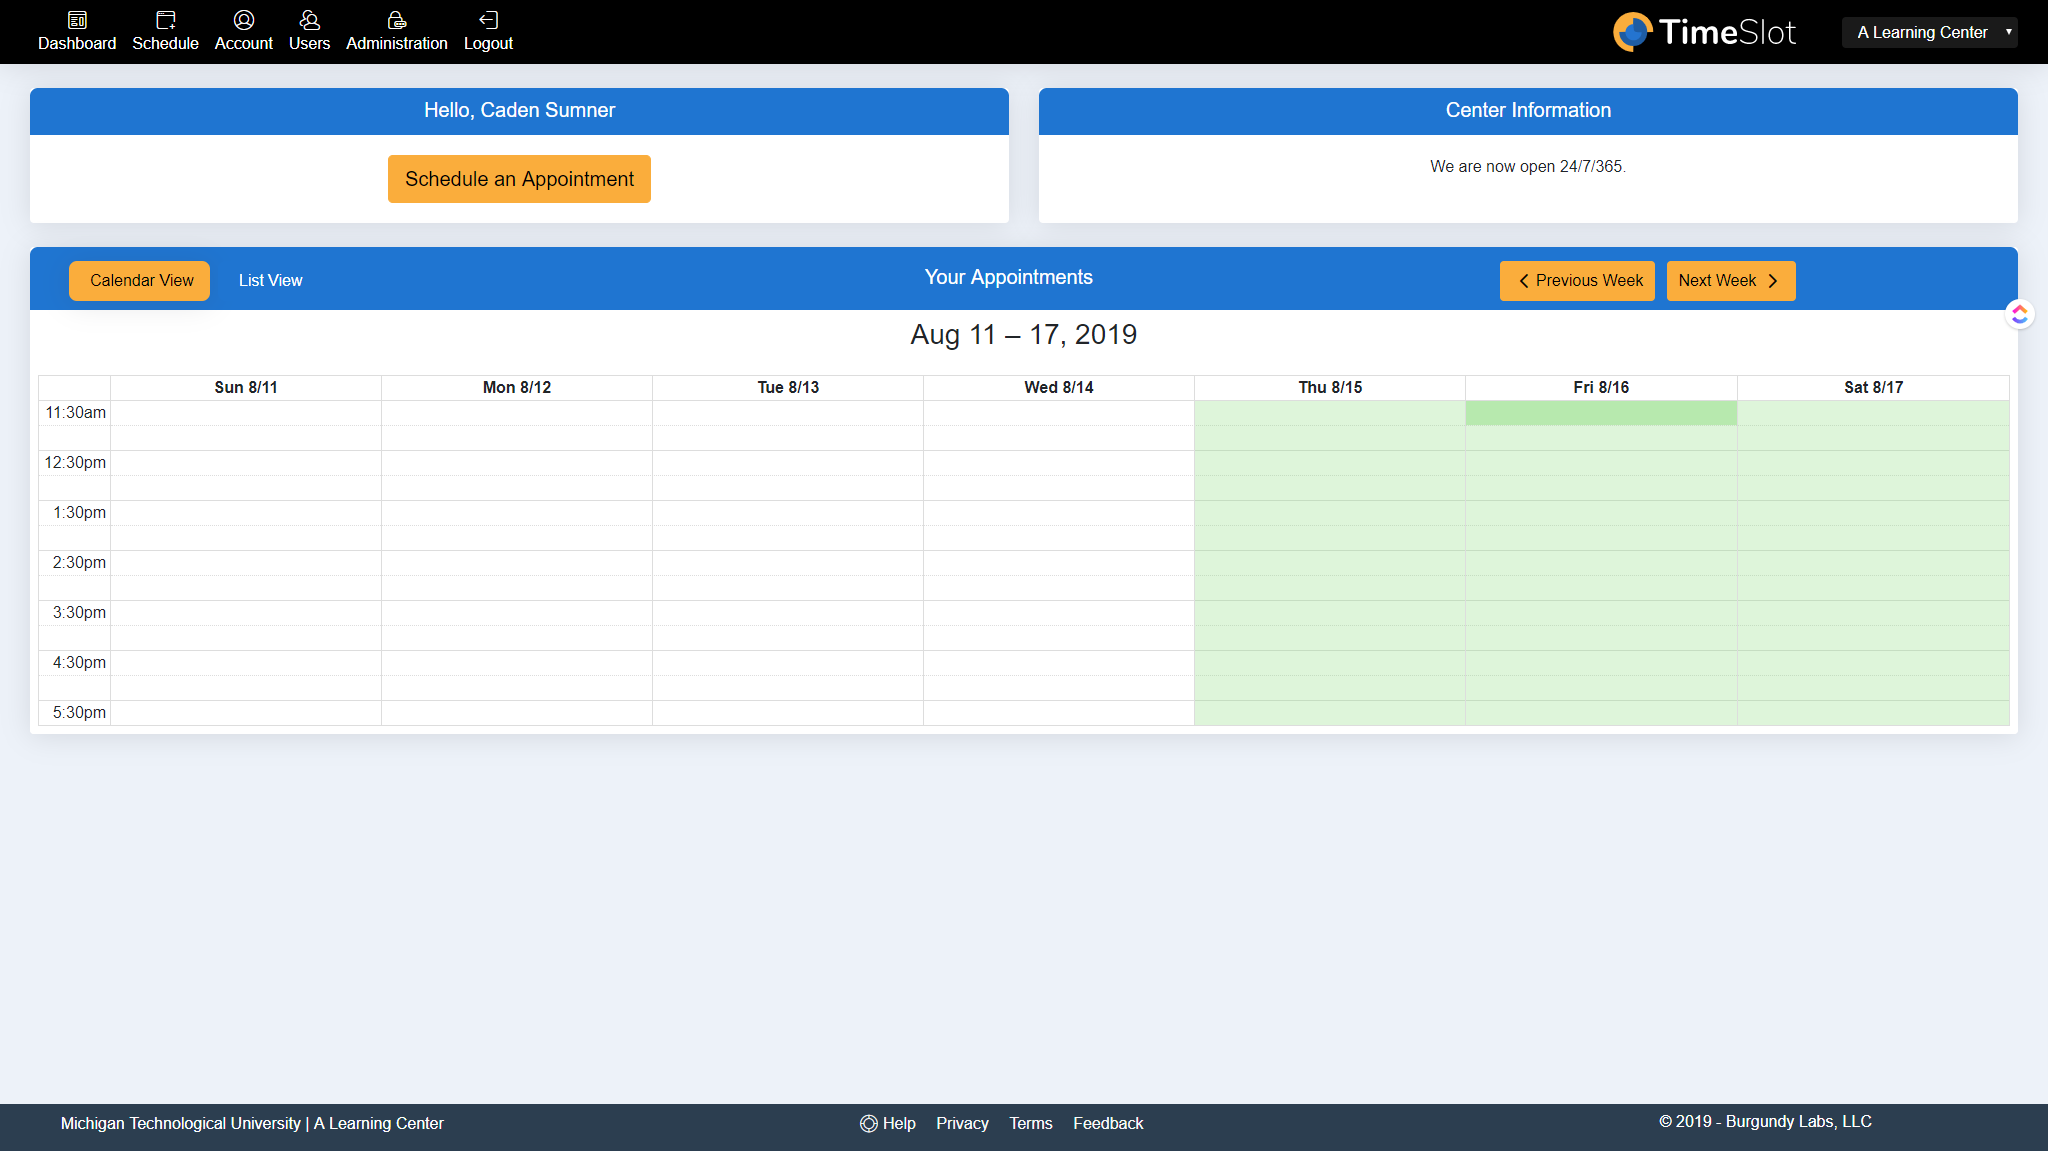 Dashboard Schedule Account Users Administration Logout
TimeSlot
A Learning Center
Hello, Caden Sumner
Schedule an Appointment
Center Information
We are now open 24/7/365.
Calendar View List View Your Appointments Previous Week Next Week
Aug 11 – 17, 2019
Sun 8/11 Mon 8/12 Tue 8/13 Wed 8/14 Thu 8/15 Fri 8/16 Sat 8/17
11:30am
12:30pm
1:30pm
2:30pm
3:30pm
4:30pm
5:30pm
Michigan Technological University | A Learning Center Help Privacy Terms Feedback © 2019 - Burgundy Labs, LLC